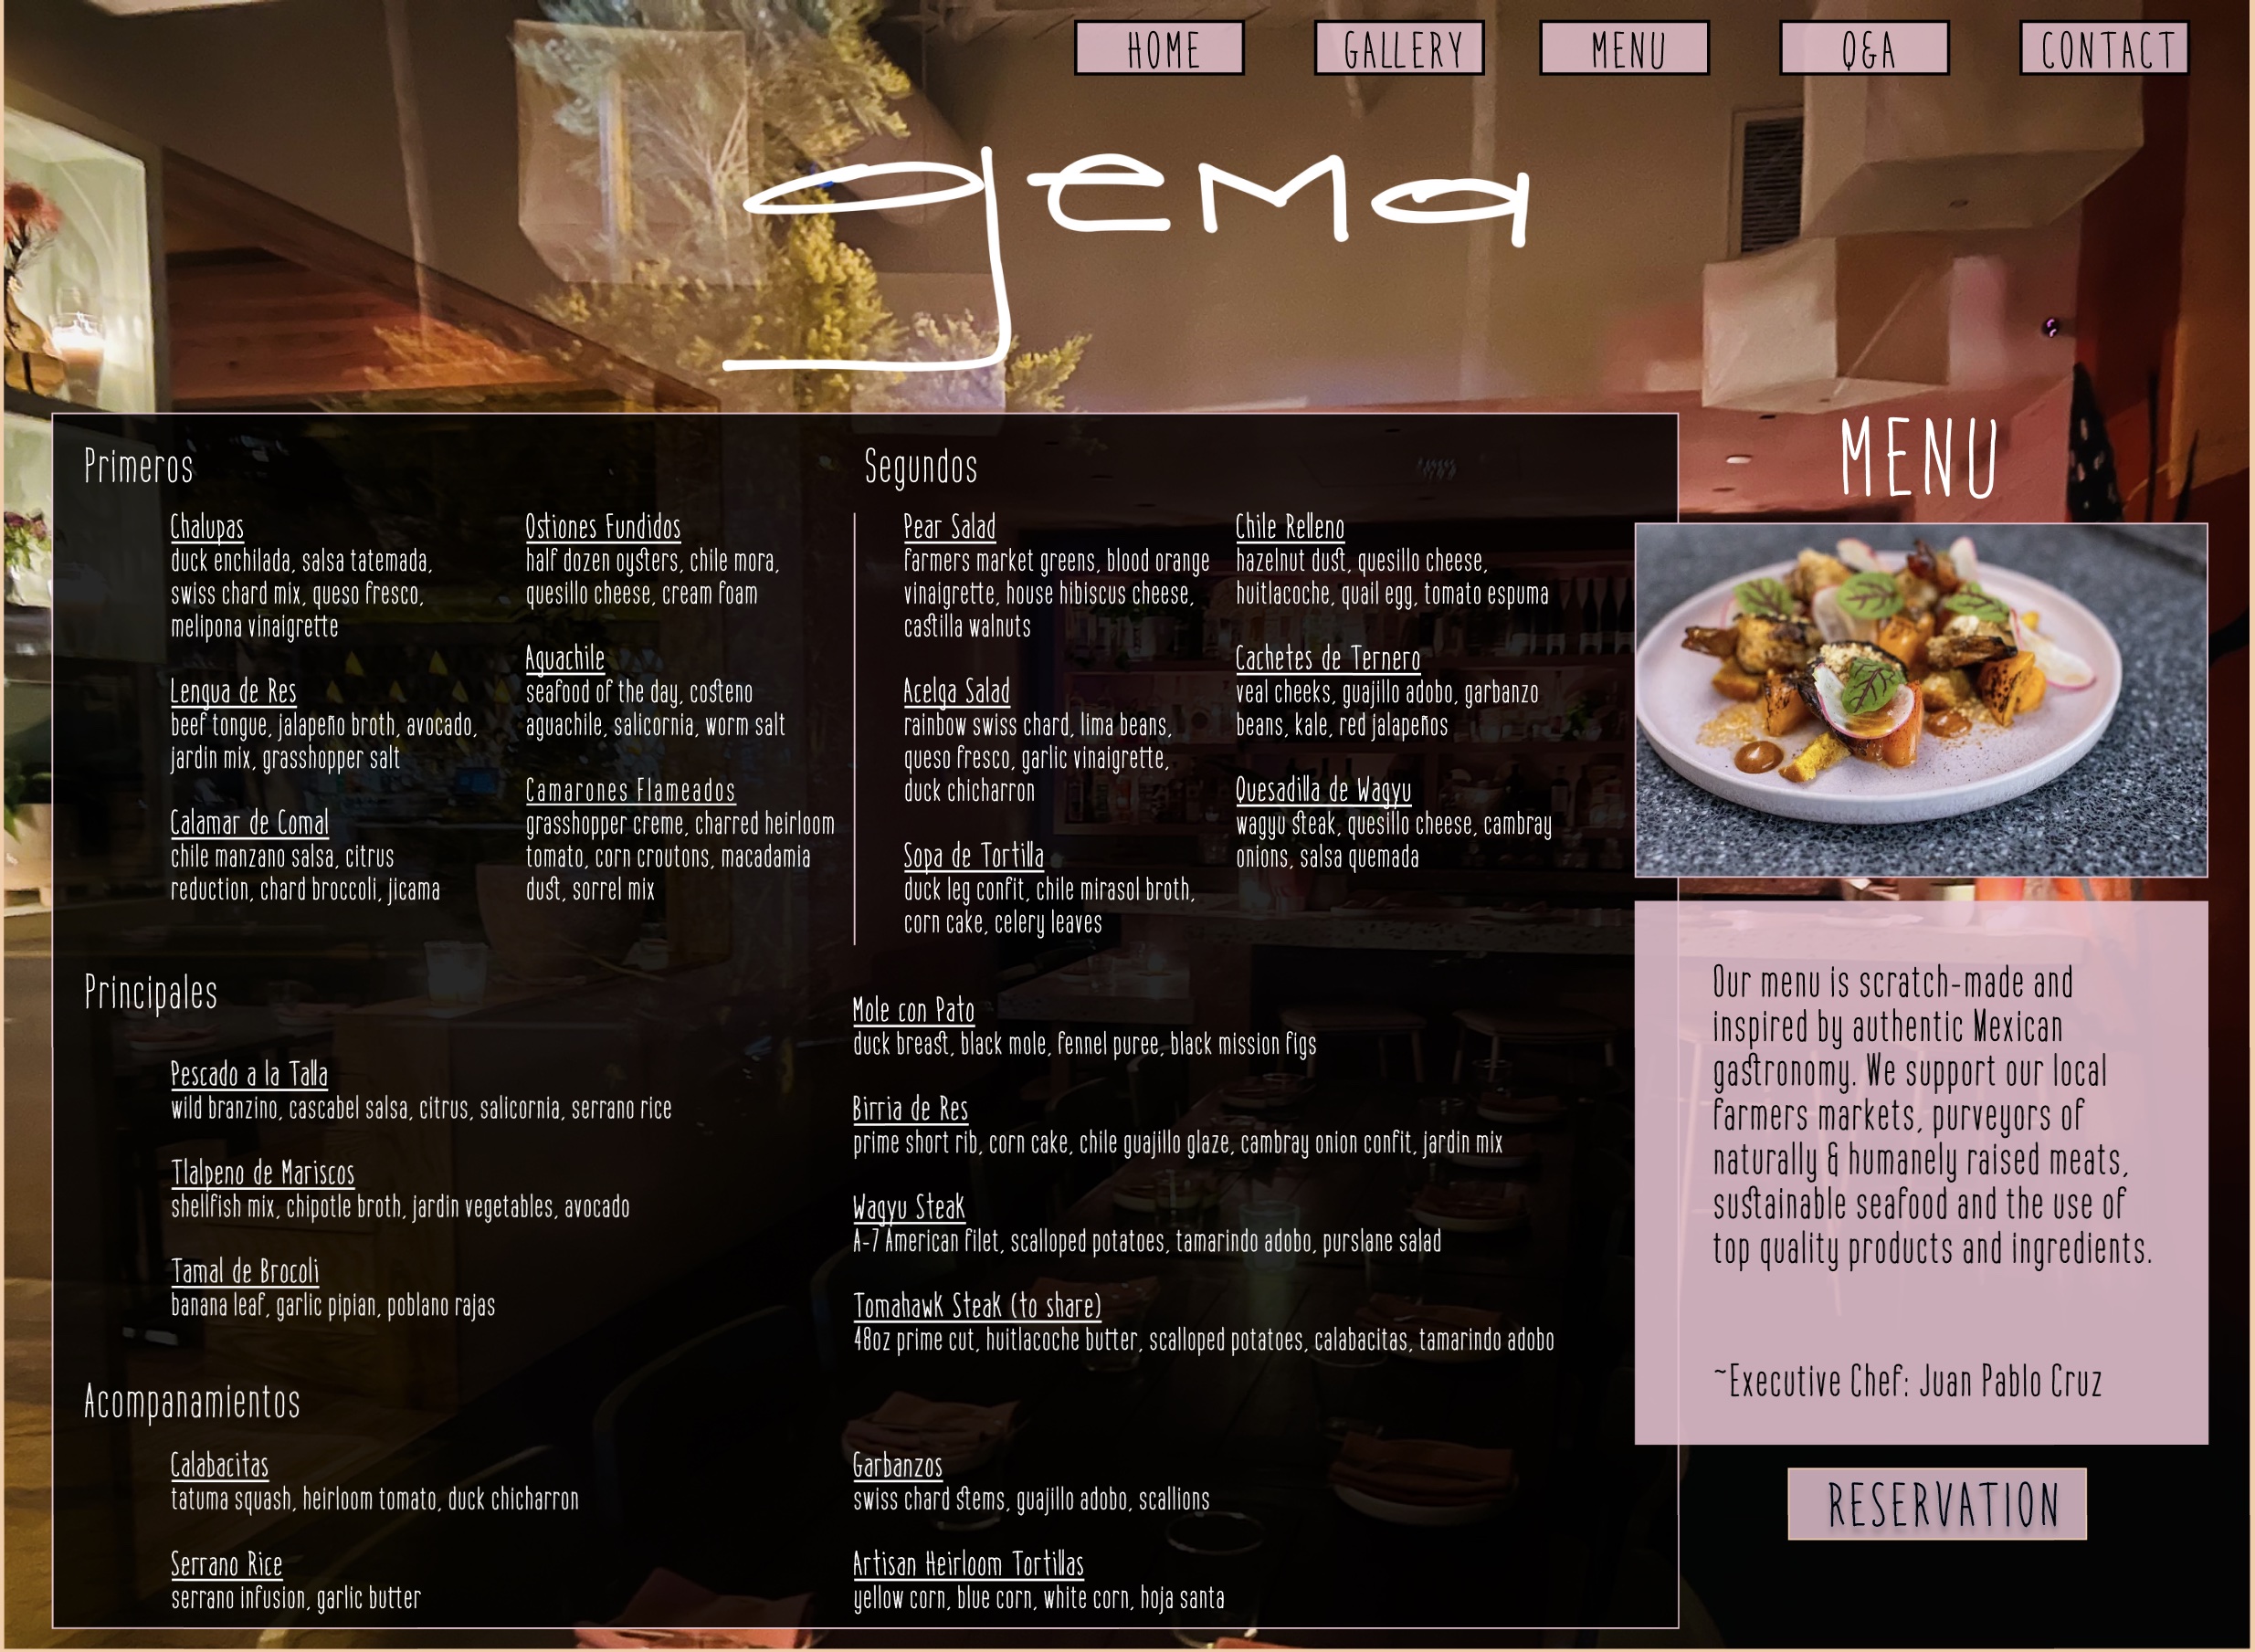 HOME
GALLERY
MENU
Q&A
CONTACT
gema
MENU
Primeros
Chalupas
duck enchilada, salsa tatemada,
swiss chard mix, queso fresco,
melipona vinaigrette
Lengua de Res
beef tongue, jalapeño broth, avocado,
jardin mix, grasshopper salt
Calamar de Comal
chile manzano salsa, citrus
reduction, chard broccoli, jicama
Ostiones Fundidos
half dozen oysters, chile mora,
quesillo cheese, cream foam
Aguachile
seafood of the day, costeno
aguachile, salicornia, worm salt
Camarones Flameados
grasshopper creme, charred heirloom
tomato, corn croutons, macadamia
dust, sorrel mix
Segundos
Pear Salad
farmers market greens, blood orange
vinaigrette, house hibiscus cheese,
castilla walnuts
Acelga Salad
rainbow swiss chard, lima beans,
queso fresco, garlic vinaigrette,
duck chicharron
Sopa de Tortilla
duck leg confit, chile mirasol broth,
corn cake, celery leaves
Chile Relleno
hazelnut dust, quesillo cheese,
huitlacoche, quail egg, tomato espuma
Cachetes de Ternero
veal cheeks, guajillo adobo, garbanzo
beans, kale, red jalapeños
Quesadilla de Wagyu
wagyu steak, quesillo cheese, cambray
onions, salsa quemada
Principales
Pescado a la Talla
wild branzino, cascabel salsa, citrus, salicornia, serrano rice
Tlalpeno de Mariscos
shellfish mix, chipotle broth, jardin vegetables, avocado
Tamal de Brocoli
banana leaf, garlic pipian, poblano rajas
Mole con Pato
duck breast, black mole, fennel puree, black mission figs
Birria de Res
prime short rib, corn cake, chile guajillo glaze, cambray onion confit, jardin mix
Wagyu Steak
A-7 American filet, scalloped potatoes, tamarindo adobo, purslane salad
Tomahawk Steak (to share)
48oz prime cut, huitlacoche butter, scalloped potatoes, calabacitas, tamarindo adobo
Acompanamientos
Calabacitas
tatuma squash, heirloom tomato, duck chicharron
Serrano Rice
serrano infusion, garlic butter
Garbanzos
swiss chard stems, guajillo adobo, scallions
Artisan Heirloom Tortillas
yellow corn, blue corn, white corn, hoja santa
Our menu is scratch-made and
inspired by authentic Mexican
gastronomy. We support our local
farmers markets, purveyors of
naturally & humanely raised meats,
sustainable seafood and the use of
top quality products and ingredients.
~Executive Chef: Juan Pablo Cruz
RESERVATION